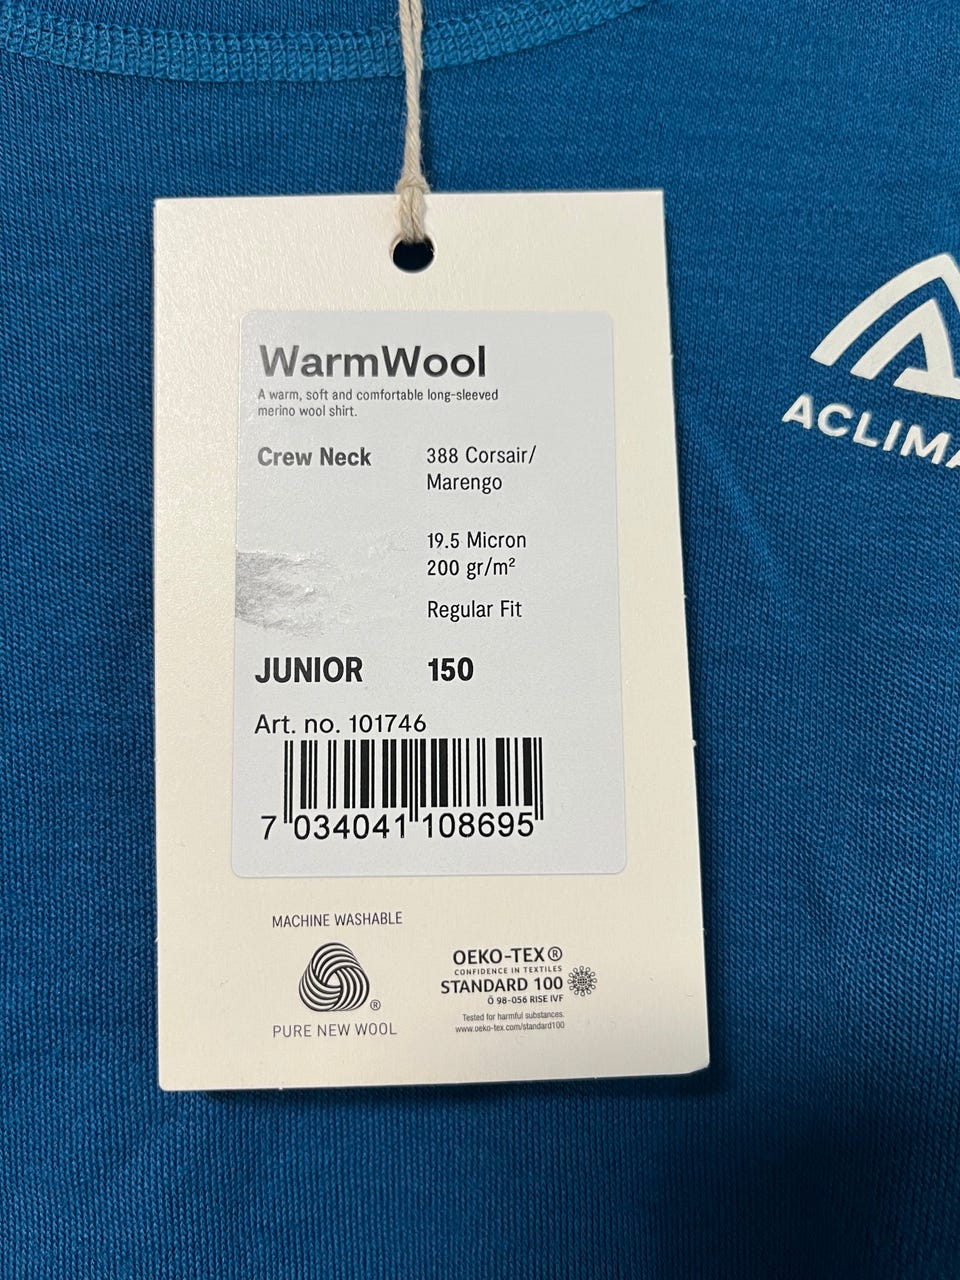 WarmWool
A warm, soft and comfortable long-sleeved
merino wool shirt.
Crew Neck
388 Corsair/
Marengo
19.5 Micron
200 gr/m²
Regular Fit
JUNIOR 150
Art. no. 101746
7 034041 108695
MACHINE WASHABLE
®
PURE NEW WOOL
OEKO-TEX®
CONFIDENCE IN TEXTILES
STANDARD 100
Ö 98-056 RISE IVF
Tested for harmful substances.
www.oeko-tex.com/standard100
ACLIMA